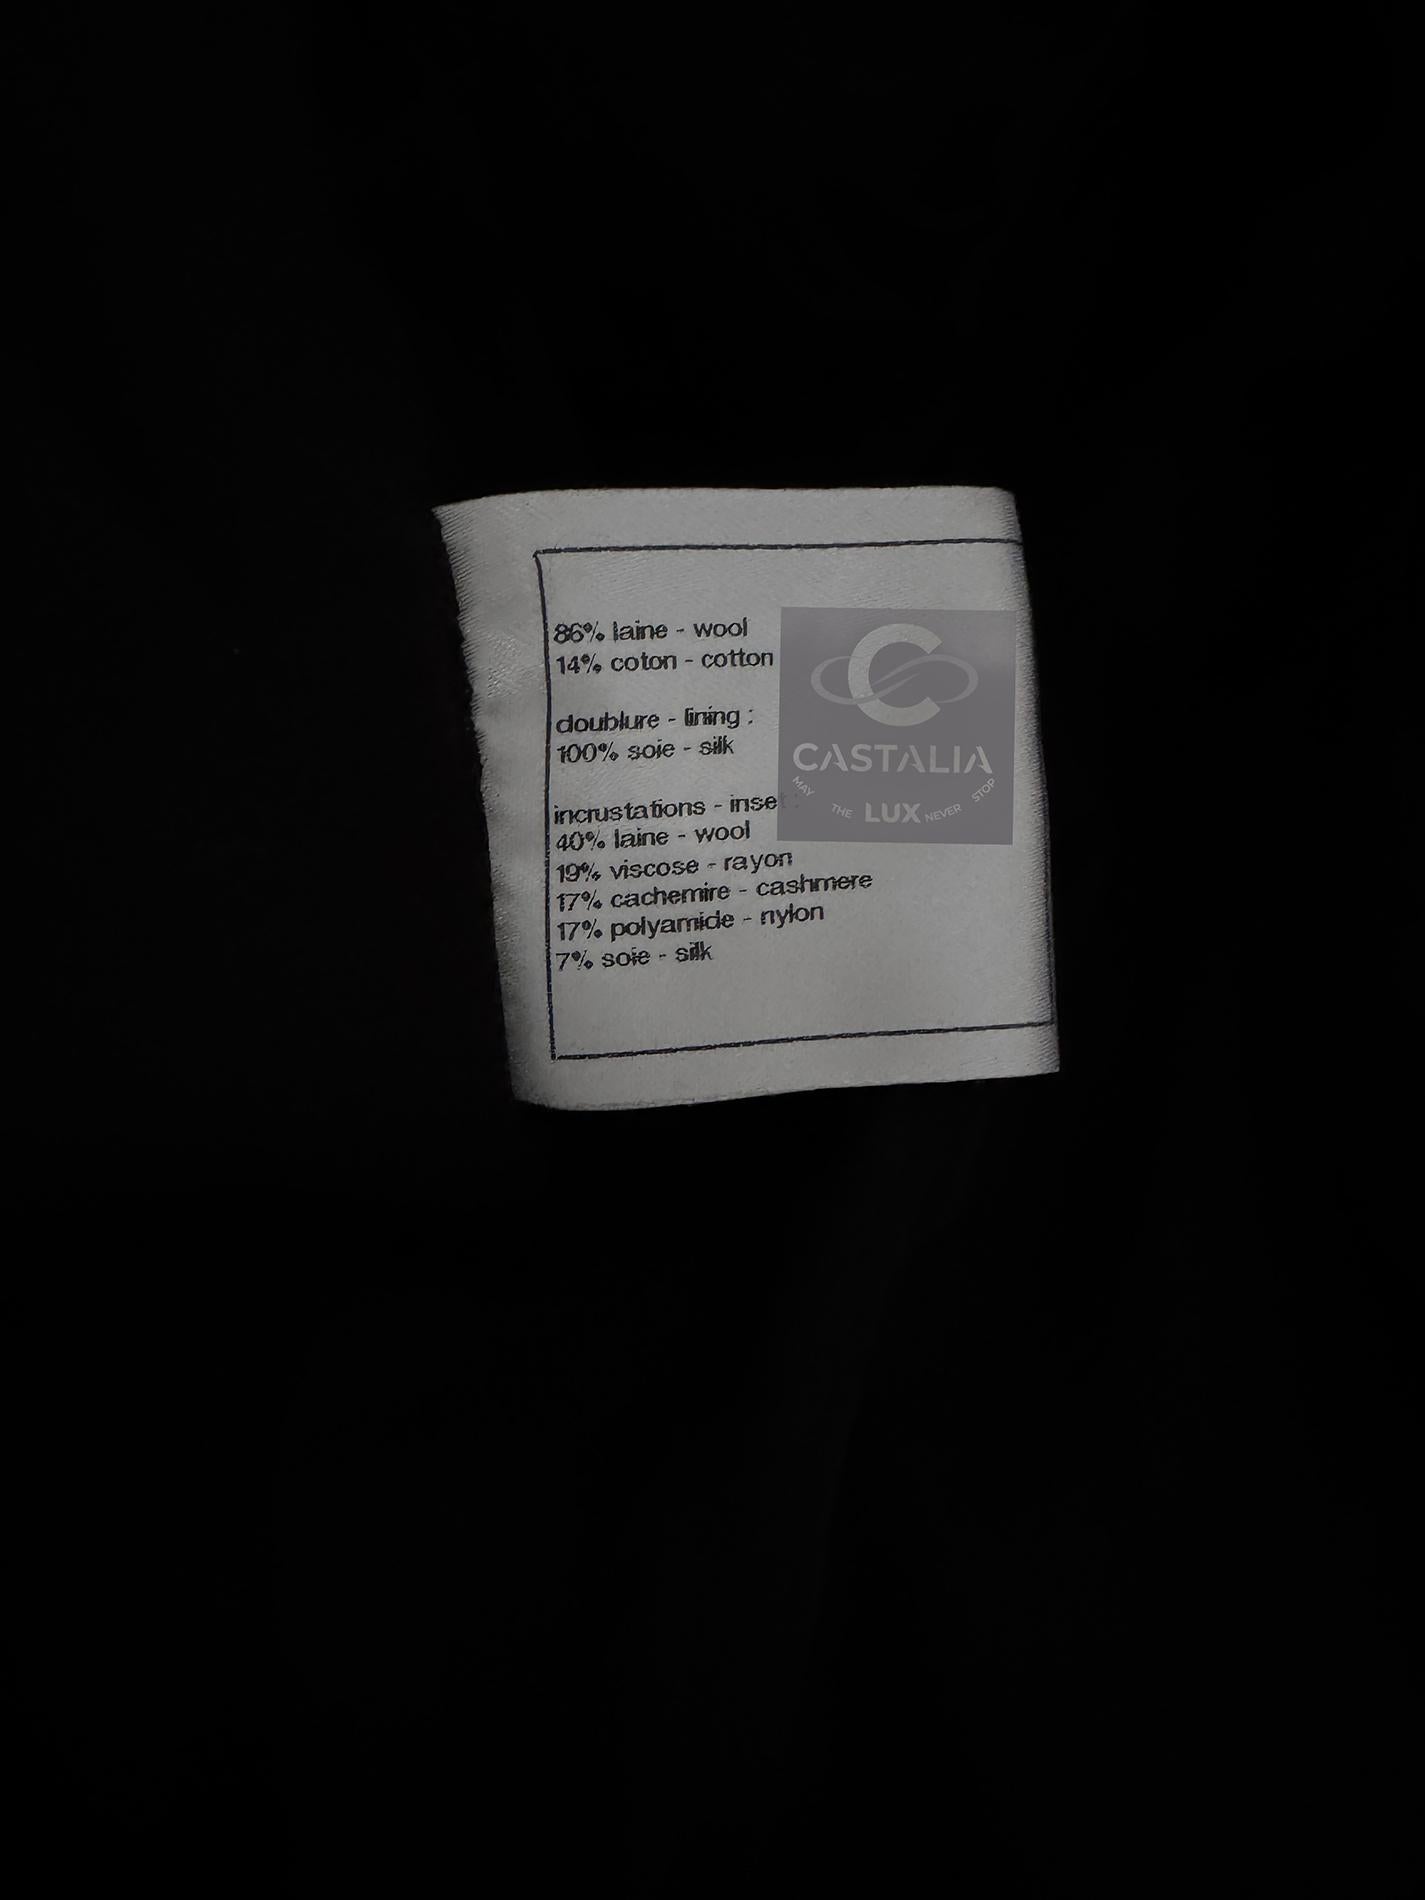 86% laine - wool
14% coton - cotton
doublure - lining :
100% soie - silk
incrustations - inset :
40% laine - wool
19% viscose - rayon
17% cachemire - cashmere
17% polyamide - nylon
7% soie - silk
C
CASTALIA
MAY THE LUX NEVER STOP